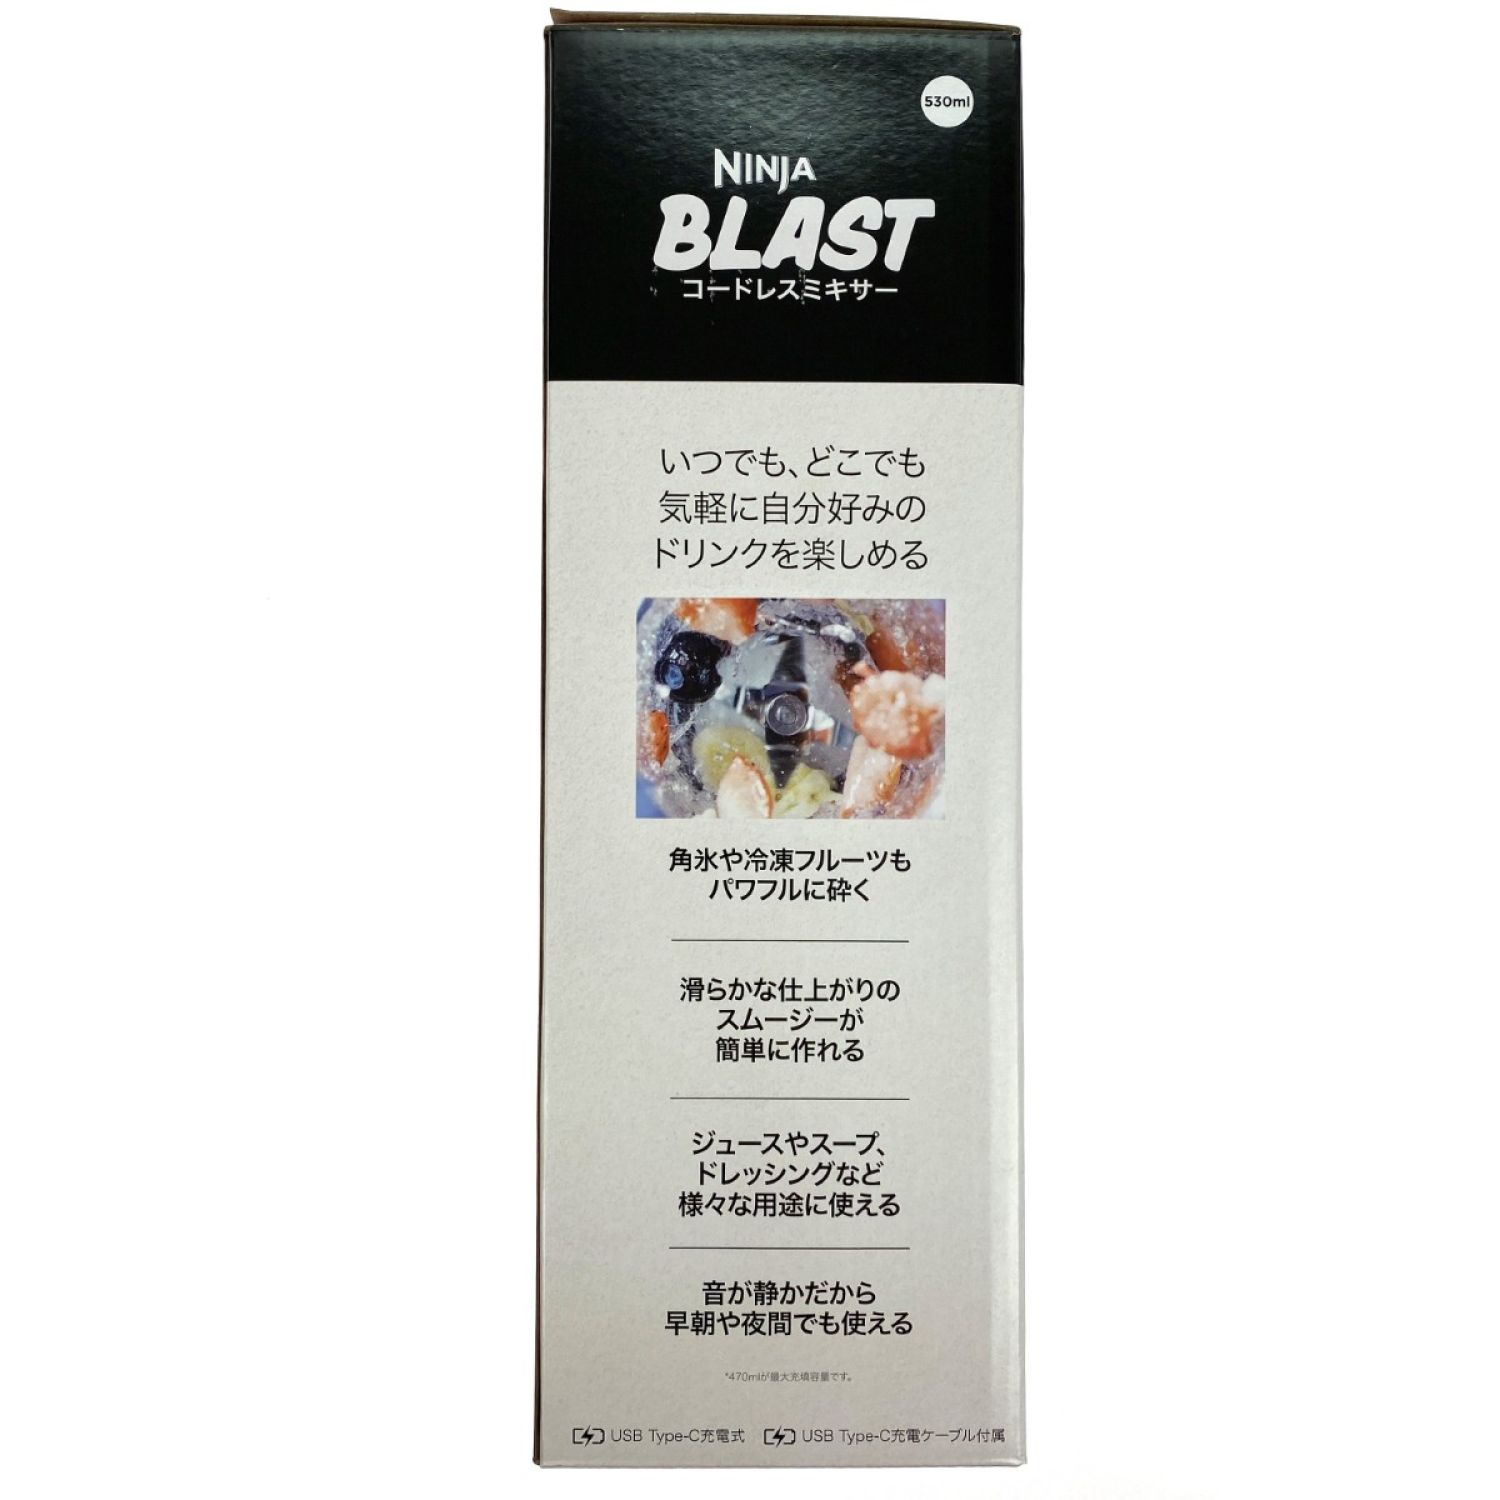 530ml
NINJA
BLAST
コードレスミキサー
いつでも、どこでも
気軽に自分好みの
ドリンクを楽しめる
角氷や冷凍フルーツも
パワフルに砕く
滑らかな仕上がりの
スムージーが
簡単に作れる
ジュースやスープ、
ドレッシングなど
様々な用途に使える
音が静かだから
早朝や夜間でも使える
*470mlが最大充填容量です。
USB Type-C充電式 USB Type-C充電ケーブル付属